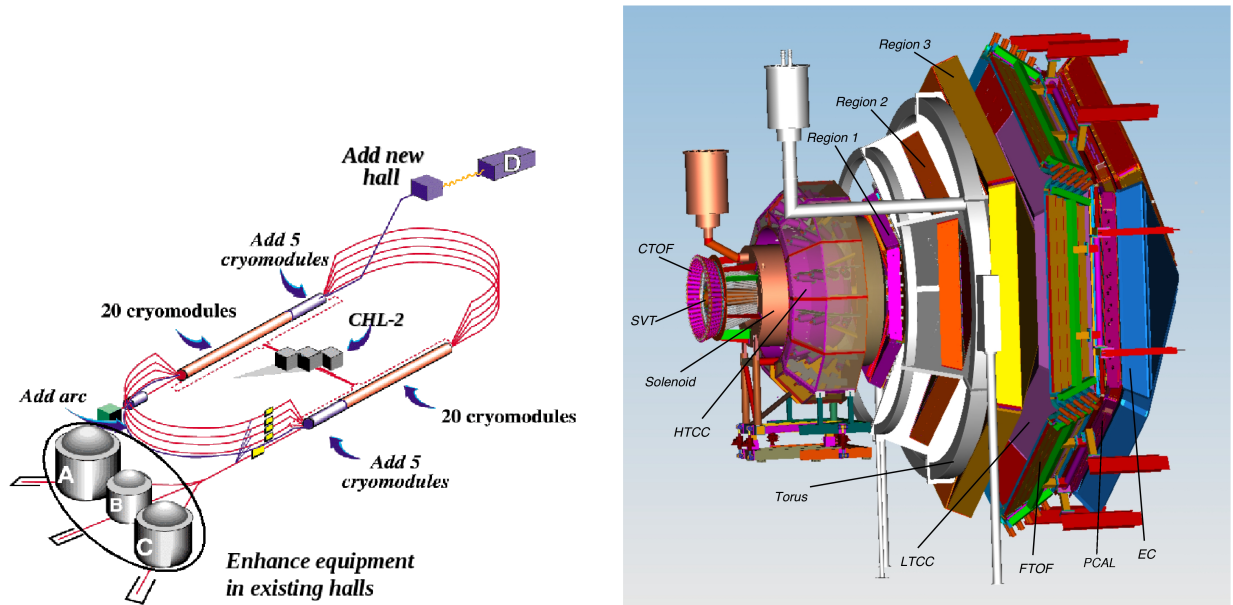 Add new
hall
D
Add 5
cryomodules
20 cryomodules
CHL-2
Add arc
20 cryomodules
Add 5
cryomodules
A
B
C
Enhance equipment
in existing halls
Region 3
Region 2
Region 1
CTOF
SVT
Solenoid
HTCC
Torus
LTCC
FTOF
PCAL
EC